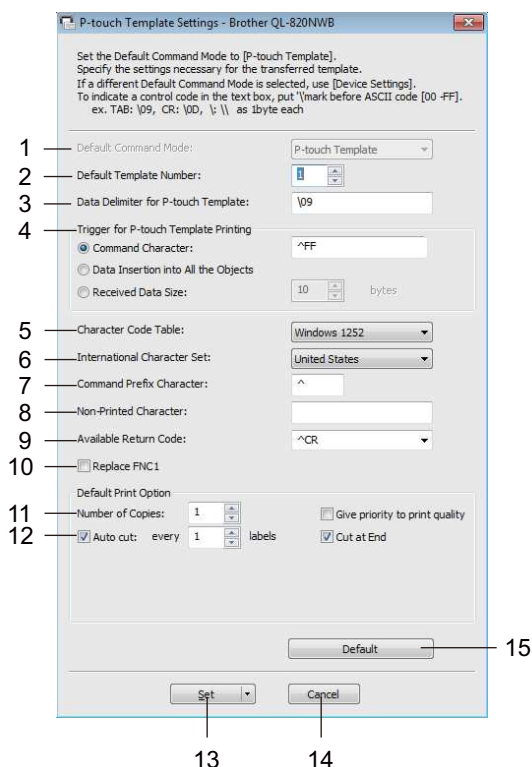 P-touch Template Settings - Brother QL-820NWB
Set the Default Command Mode to [P-touch Template].
Specify the settings necessary for the transferred template.
If a different Default Command Mode is selected, use [Device Settings].
To indicate a control code in the text box, put '\'mark before ASCII code [00 -FF].
ex. TAB: \09, CR: \0D, \; \\ as 1byte each
1 Default Command Mode: P-touch Template
2 Default Template Number: 1
3 Data Delimiter for P-touch Template: \09
4 Trigger for P-touch Template Printing
Command Character: ^FF
Data Insertion into All the Objects
Received Data Size: 10 bytes
5 Character Code Table: Windows 1252
6 International Character Set: United States
7 Command Prefix Character: ^
8 Non-Printed Character:
9 Available Return Code: ^CR
10 Replace FNC1
Default Print Option
11 Number of Copies: 1 Give priority to print quality
12 Auto cut: every 1 labels Cut at End
Default 15
Set Cancel
13 14